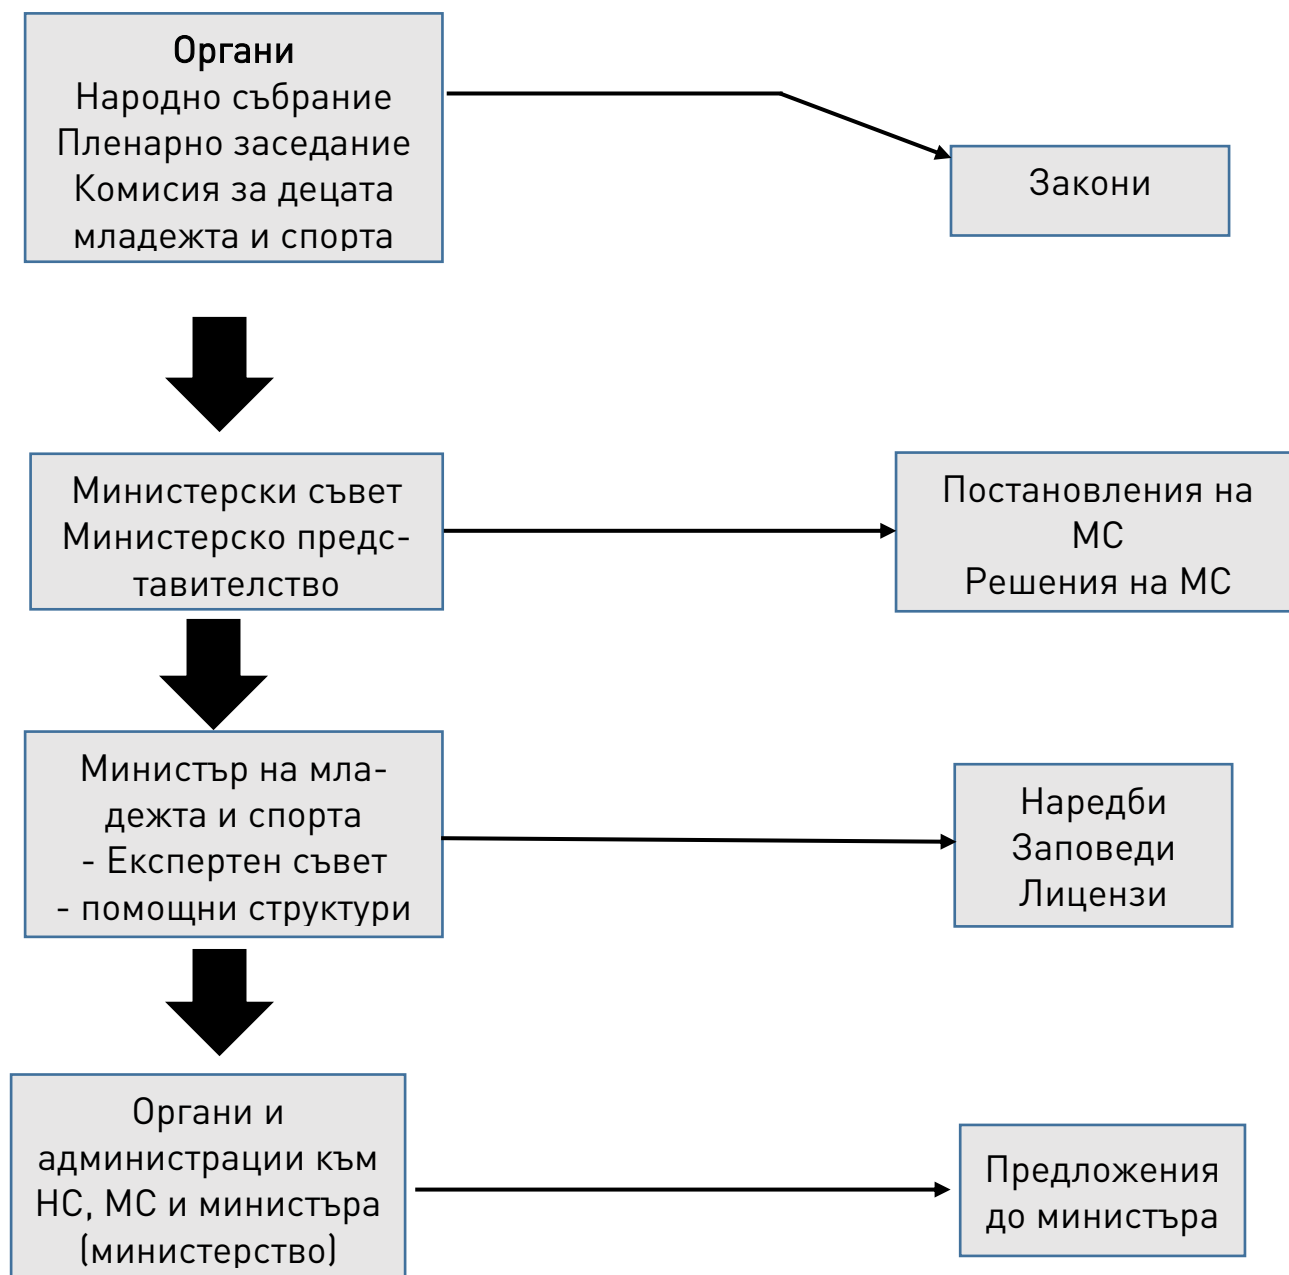 Органи
Народно събрание
Пленарно заседание
Комисия за децата
младежта и спорта
Закони
Министерски съвет
Министерско предс-
тавителство
Постановления на
МС
Решения на МС
Министър на мла-
дежта и спорта
- Експертен съвет
- помощни структури
Наредби
Заповеди
Лицензи
Органи и
администрации към
НС, МС и министъра
(министерство)
Предложения
до министъра